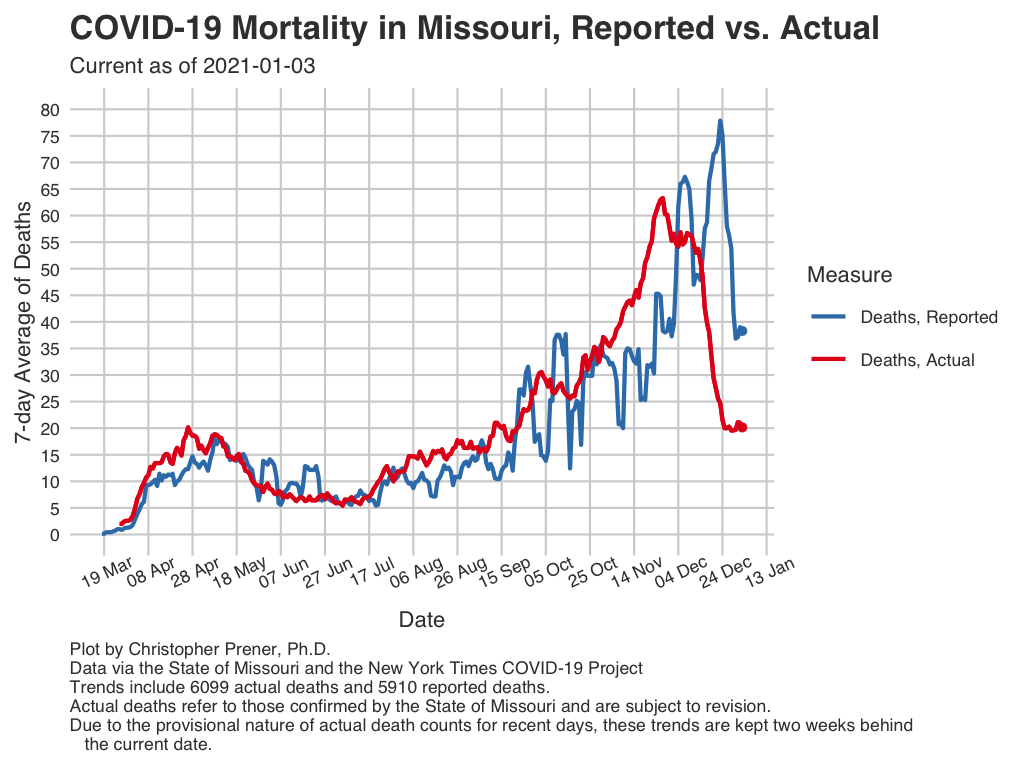 COVID-19 Mortality in Missouri, Reported vs. Actual
Current as of 2021-01-03
7-day Average of Deaths
80
75
70
65
60
55
50
45
40
35
30
25
20
15
10
5
0
19 Mar
08 Apr
28 Apr
18 May
07 Jun
27 Jun
17 Jul
06 Aug
26 Aug
15 Sep
05 Oct
25 Oct
14 Nov
04 Dec
24 Dec
13 Jan
Date
Measure
Deaths, Reported
Deaths, Actual
Plot by Christopher Prener, Ph.D.
Data via the State of Missouri and the New York Times COVID-19 Project
Trends include 6099 actual deaths and 5910 reported deaths.
Actual deaths refer to those confirmed by the State of Missouri and are subject to revision.
Due to the provisional nature of actual death counts for recent days, these trends are kept two weeks behind
the current date.